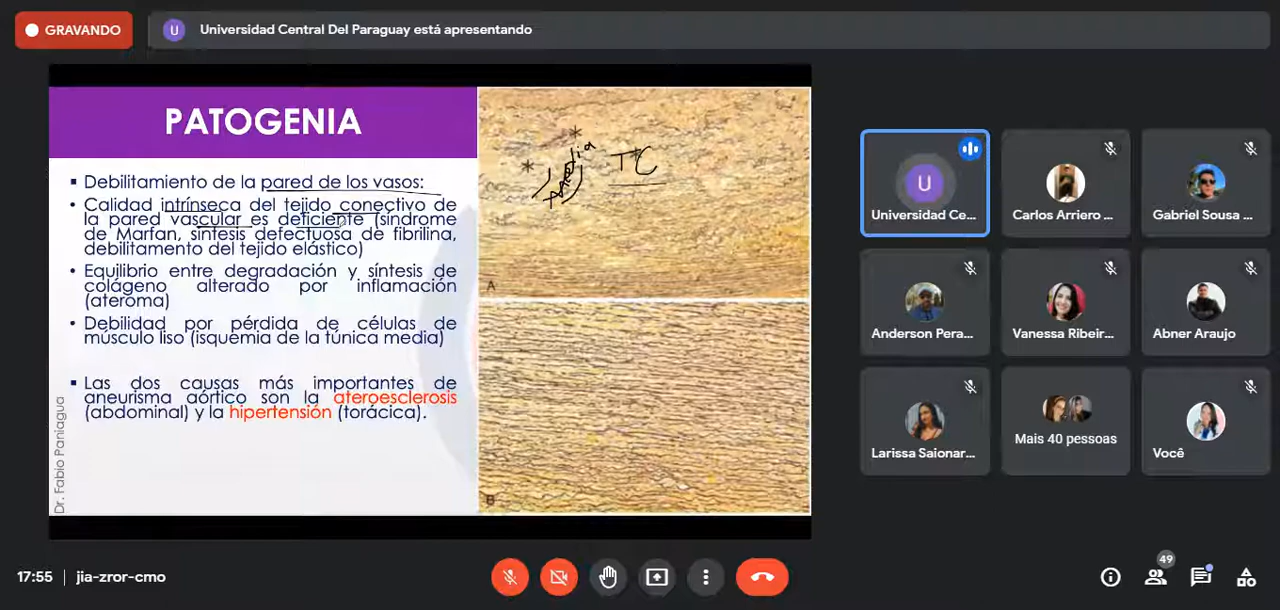 GRAVANDO
U Universidad Central Del Paraguay está apresentando
PATOGENIA
▪ Debilitamiento de la pared de los vasos:
• Calidad intrínseca del tejido conectivo de
la pared vascular es deficiente (síndrome
de Marfan, síntesis defectuosa de fibrilina,
debilitamiento del tejido elástico)
• Equilibrio entre degradación y síntesis de
colágeno alterado por inflamación
(ateroma)
• Debilidad por pérdida de células de
músculo liso (isquemia de la túnica media)
▪ Las dos causas más importantes de
aneurisma aórtico son la ateroesclerosis
(abdominal) y la hipertensión (torácica).
Dr. Fabio Paniagua
* *
TC
A
B
U
Universidad Ce...
Carlos Arriero ...
Gabriel Sousa ...
Anderson Pera...
Vanessa Ribeir...
Abner Araujo
Larissa Saionar...
Mais 40 pessoas
Você
17:55 | jia-zror-cmo
49